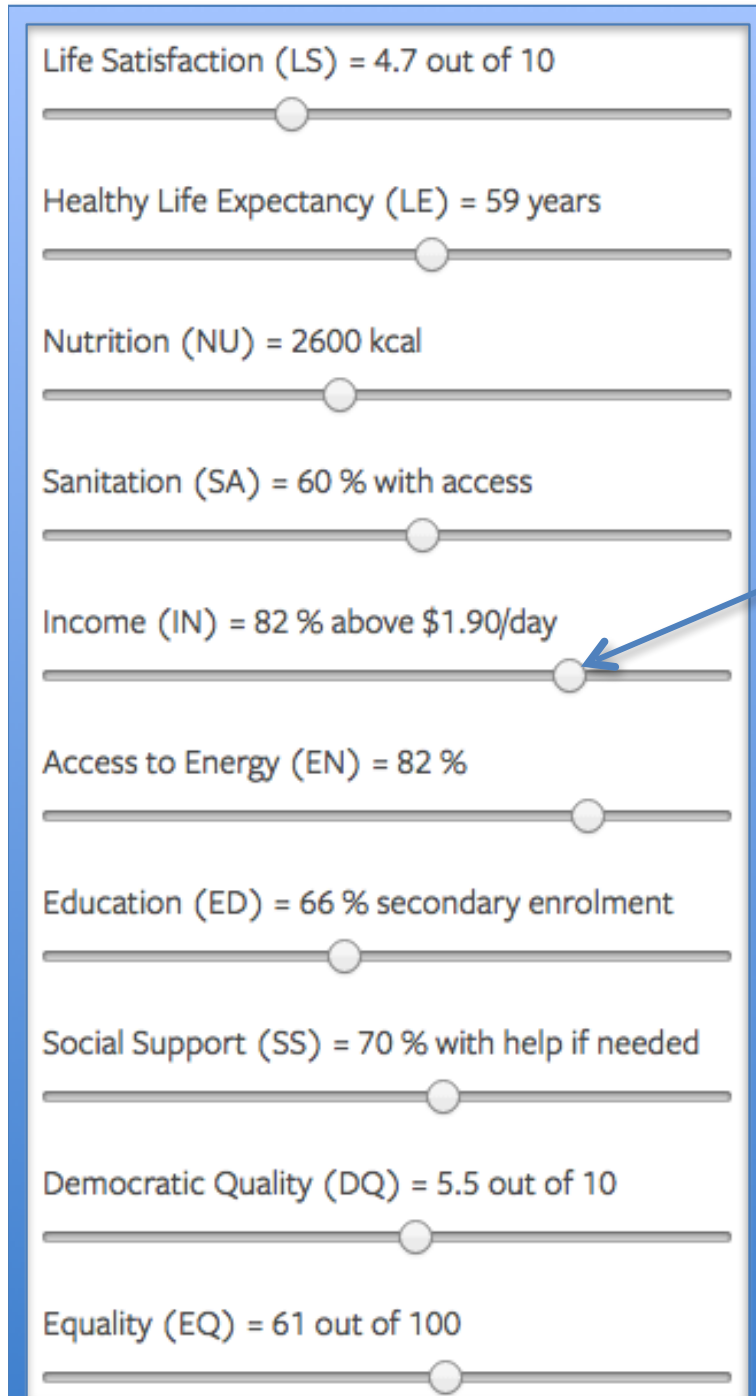 Life Satisfaction (LS) = 4.7 out of 10
Healthy Life Expectancy (LE) = 59 years
Nutrition (NU) = 2600 kcal
Sanitation (SA) = 60 % with access
Income (IN) = 82 % above $1.90/day
Access to Energy (EN) = 82 %
Education (ED) = 66 % secondary enrolment
Social Support (SS) = 70 % with help if needed
Democratic Quality (DQ) = 5.5 out of 10
Equality (EQ) = 61 out of 100